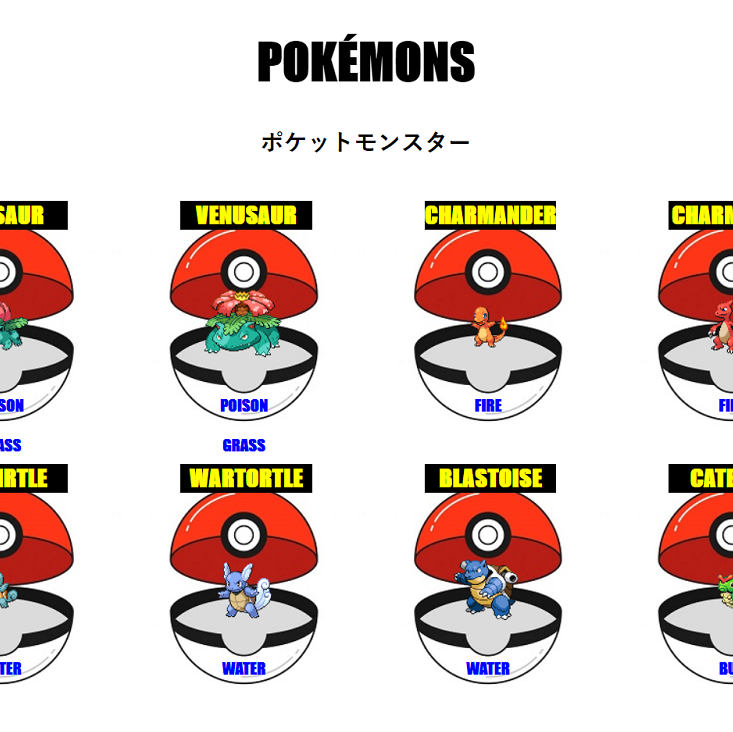 POKÉMONS
ポケットモンスター
SAUR VENUSAUR CHARMANDER CHARM
SON POISON FIRE FI
ASS GRASS
RTLE WARTORTLE BLASTOISE CATE
TER WATER WATER BU